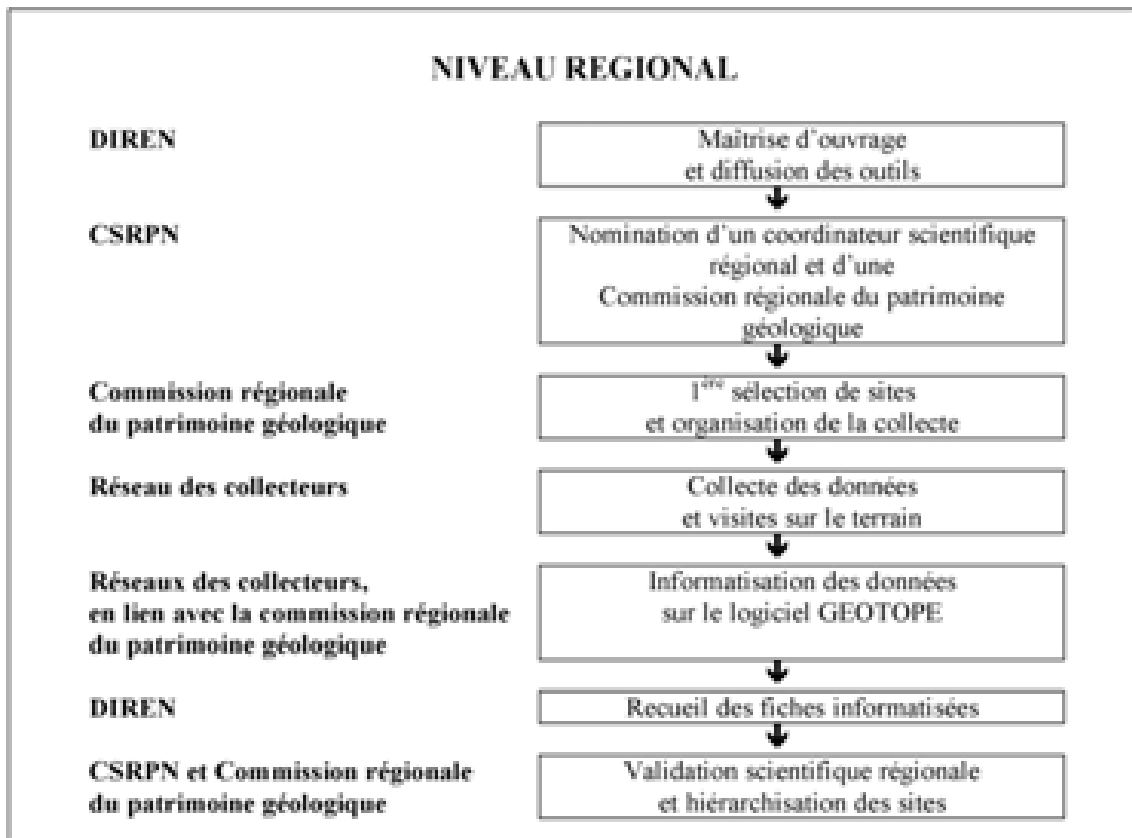 NIVEAU REGIONAL
DIREN
Maîtrise d'ouvrage
et diffusion des outils
CSRPN
Nomination d'un coordinateur scientifique
régional et d'une
Commission régionale du patrimoine
géologique
Commission régionale
du patrimoine géologique
1ère sélection de sites
et organisation de la collecte
Réseau des collecteurs
Collecte des données
et visites sur le terrain
Réseaux des collecteurs,
en lien avec la commission régionale
du patrimoine géologique
Informatisation des données
sur le logiciel GEOTOPE
DIREN
Recueil des fiches informatisées
CSRPN et Commission régionale
du patrimoine géologique
Validation scientifique régionale
et hiérarchisation des sites